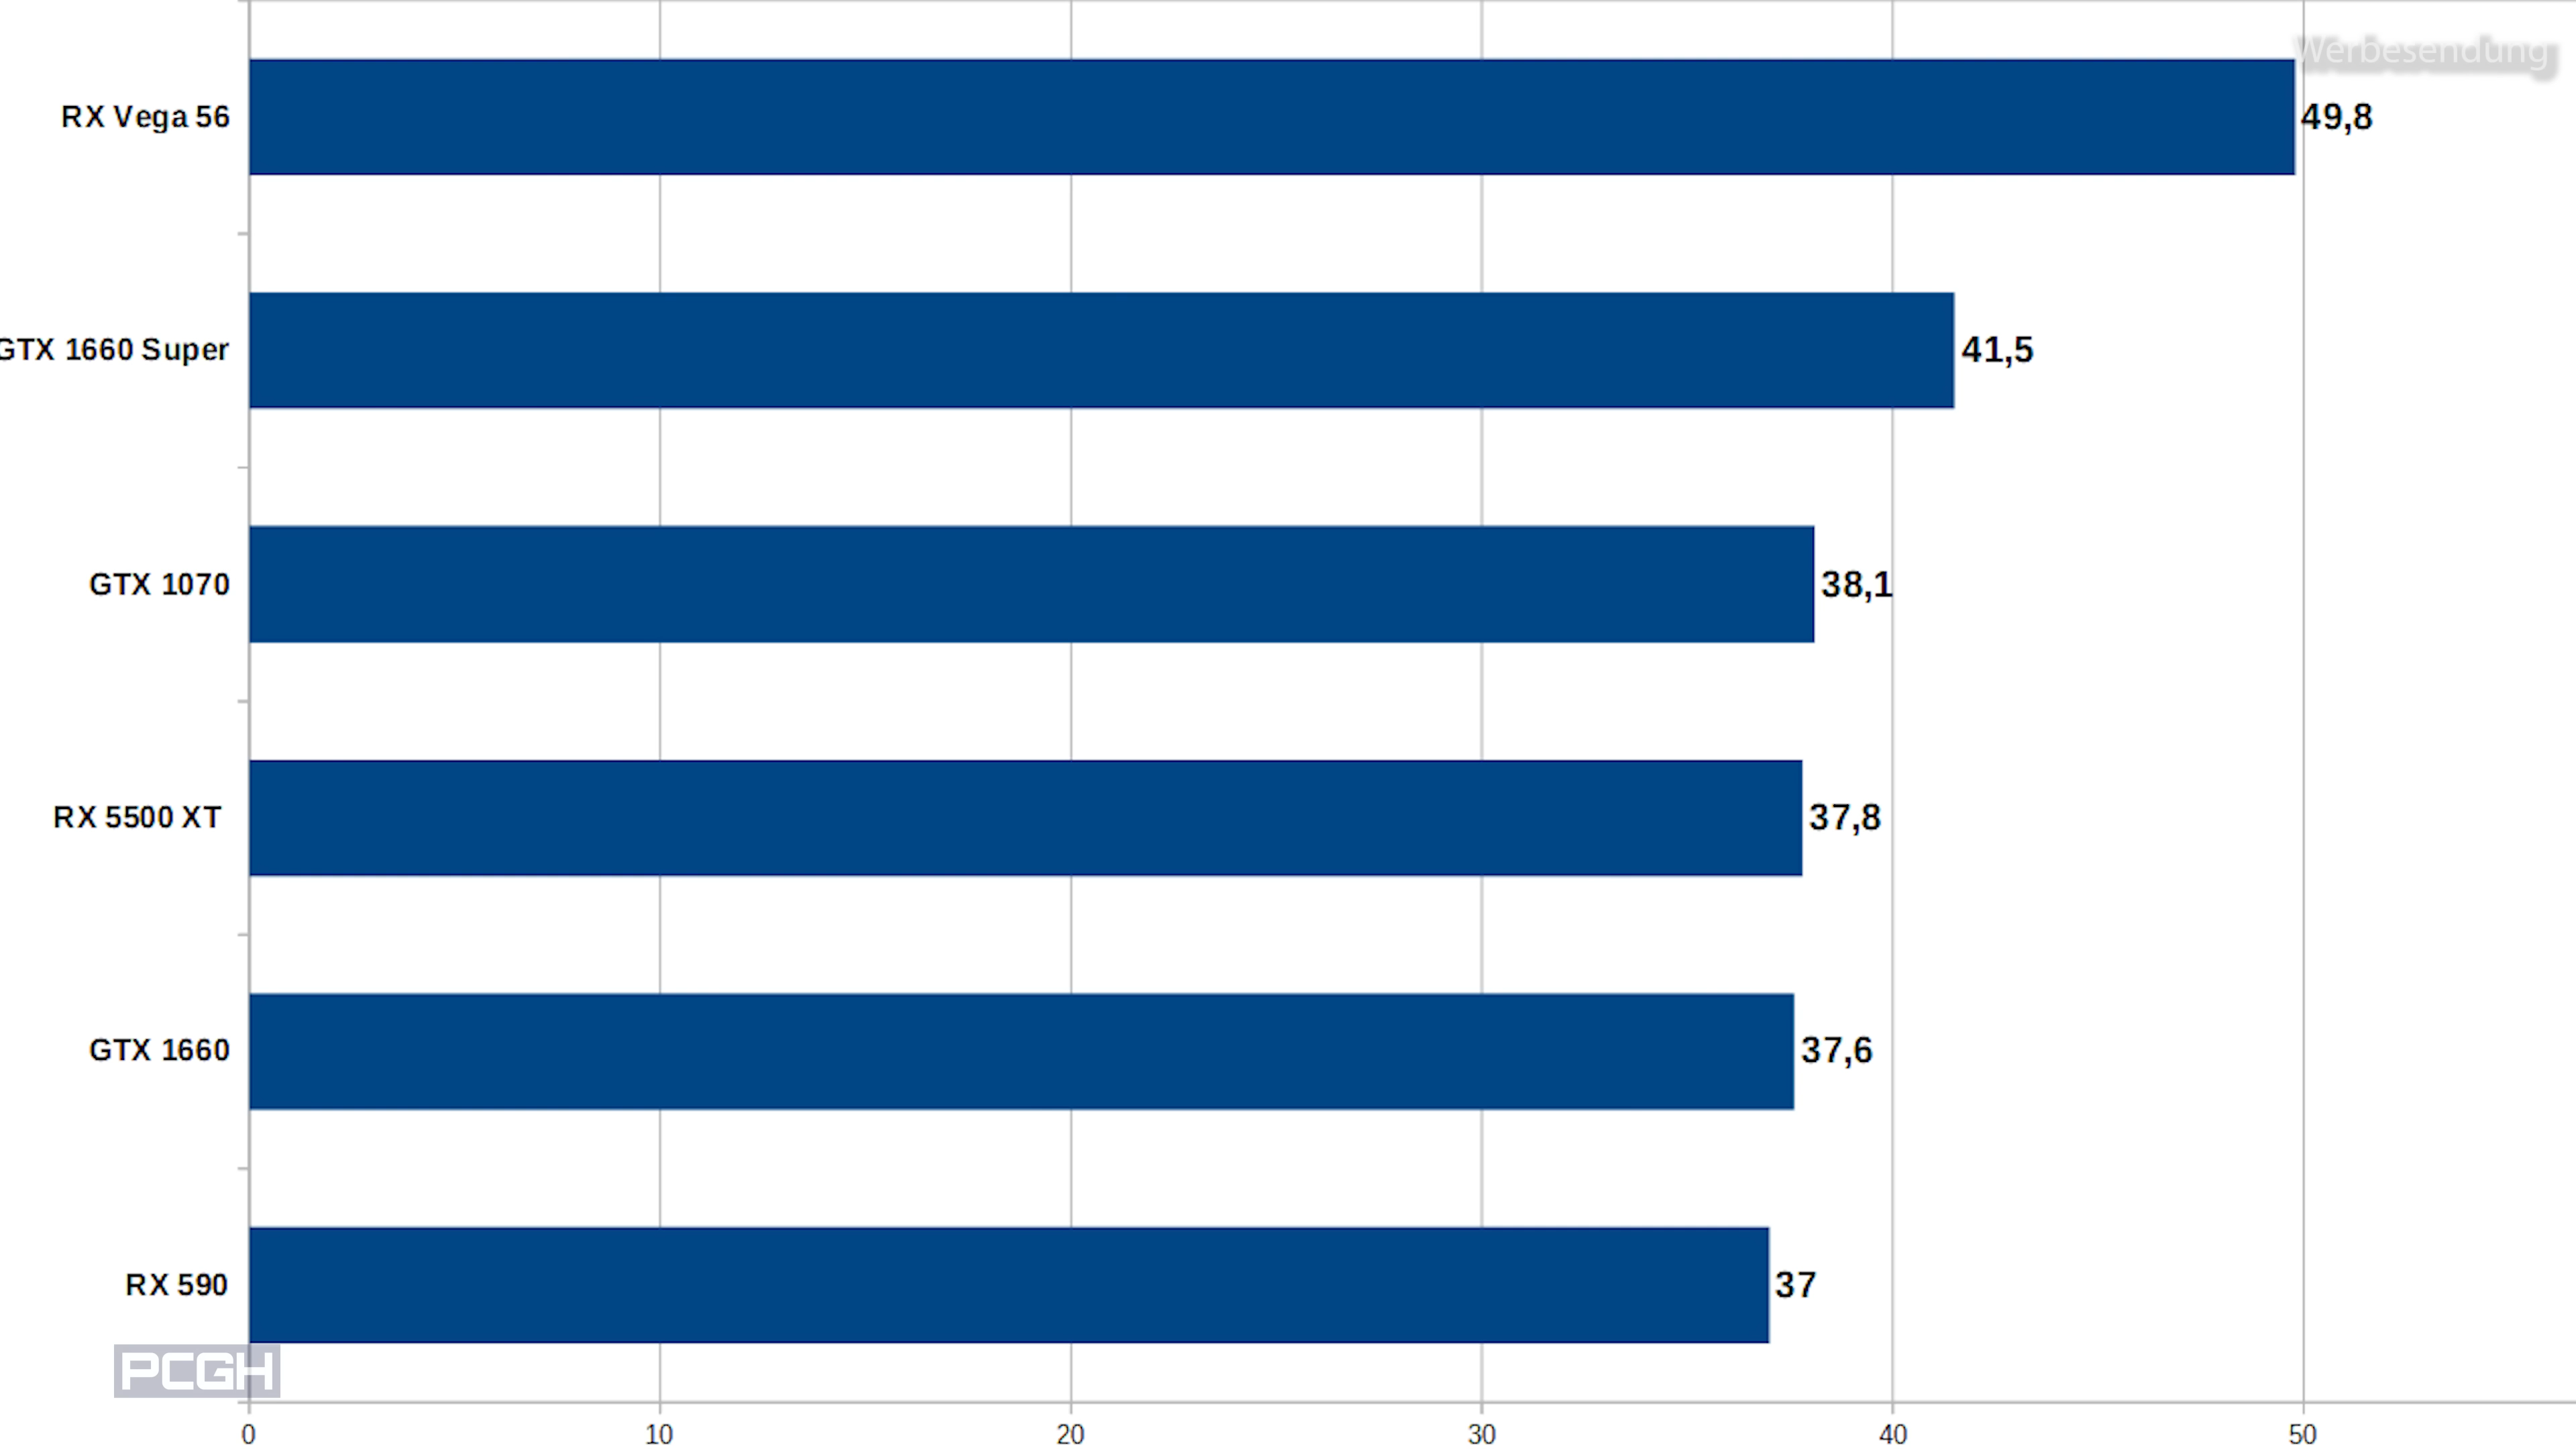 Werbesendung
RX Vega 56 49,8
GTX 1660 Super 41,5
GTX 1070 38,1
RX 5500 XT 37,8
GTX 1660 37,6
RX 590 37
PCGH
0 10 20 30 40 50